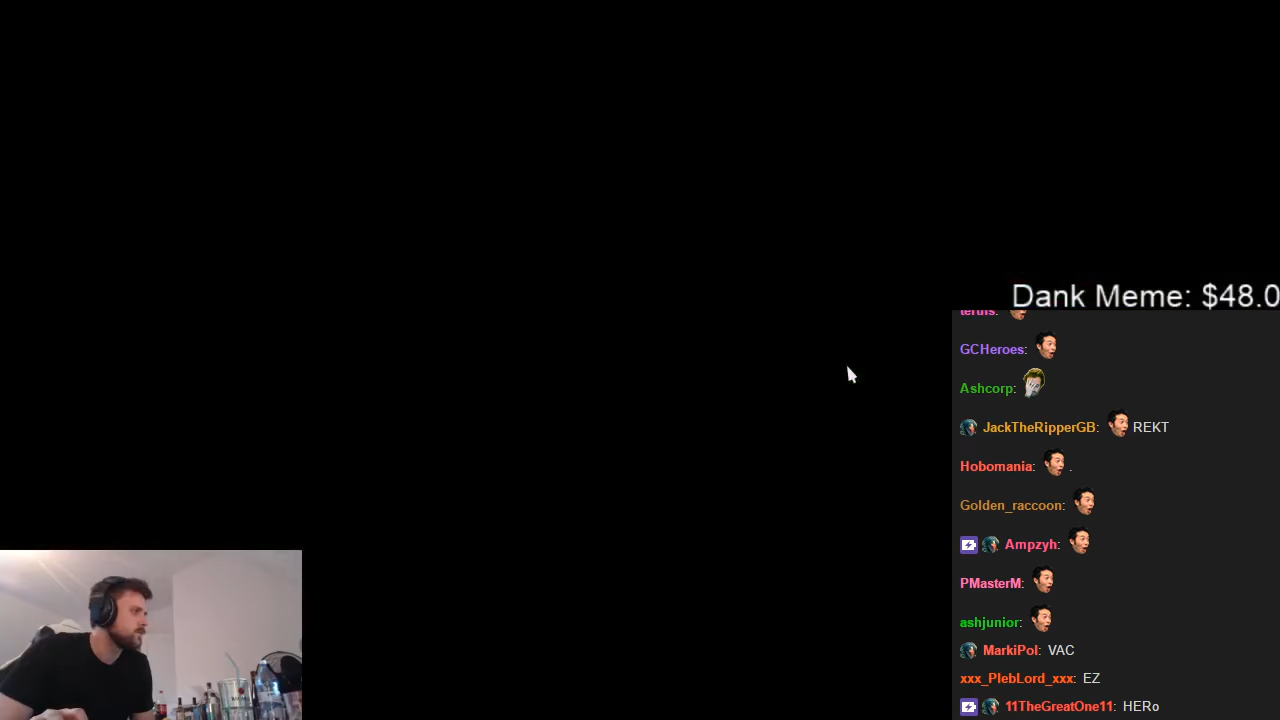 Dank Meme: $48.0
GCHeroes:
Ashcorp:
JackTheRipperGB: REKT
Hobomania: .
Golden_raccoon:
Ampzyh:
PMasterM:
ashjunior:
MarkiPol: VAC
xxx_PlebLord_xxx: EZ
11TheGreatOne11: HERo